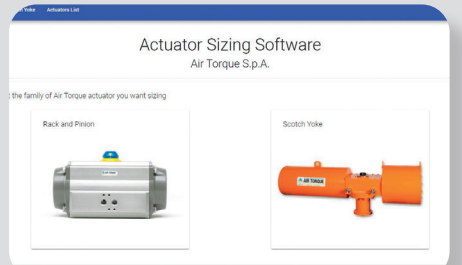 Yoke Actuators List
Actuator Sizing Software
Air Torque S.p.A.
the family of Air Torque actuator you want sizing
Rack and Pinion
Scotch Yoke
AIR TORQUE